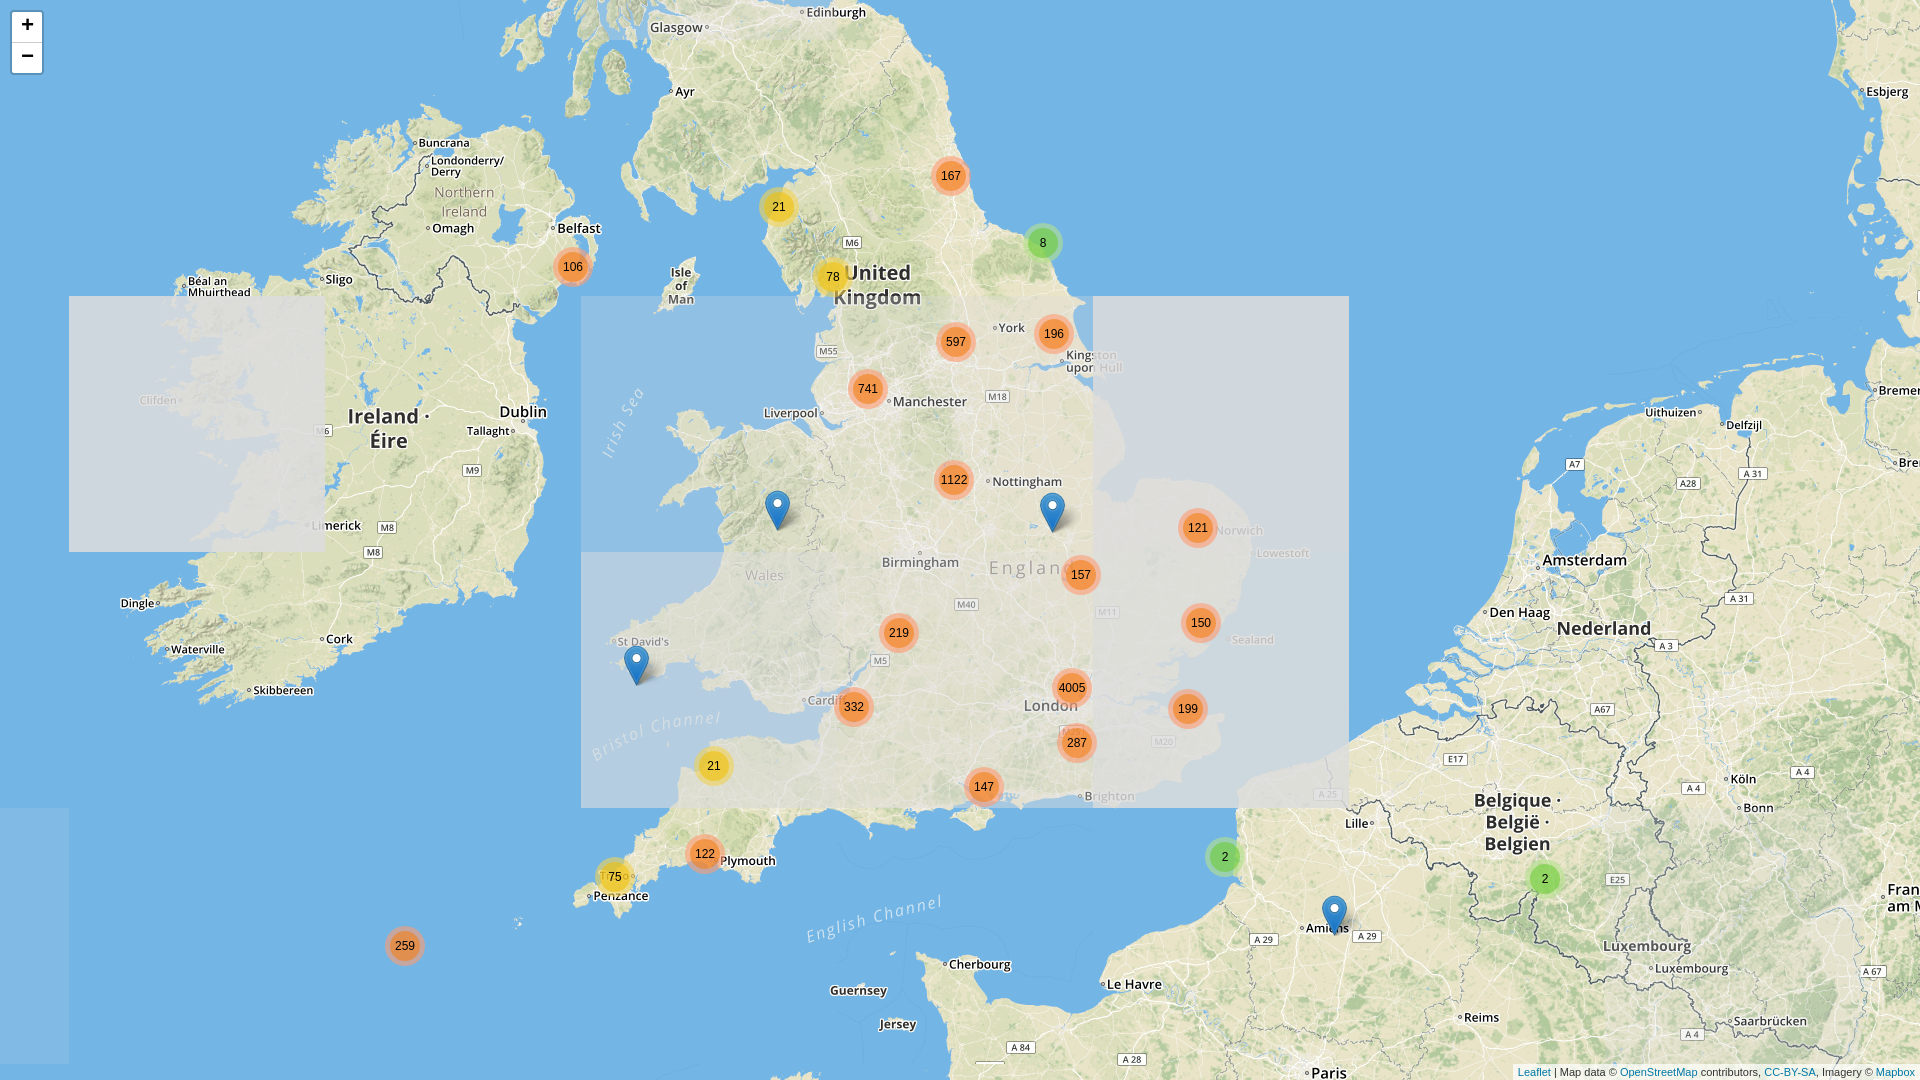 +
−
Glasgow
Edinburgh
Ayr
Esbjerg
Buncrana
Londonderry/
Derry
Northern
Ireland
Omagh
Belfast
167
21
8
M6
106
78
United
Kingdom
Isle
of
Man
Sligo
Béal an
Mhuirthead
York
196
597
M55
Kingston
upon Hull
741
Manchester
M18
Liverpool
Irish Sea
Clifden
Ireland ·
Éire
M6
Dublin
Tallaght
M9
Uithuizen
Delfzijl
A7
A 31
A28
1122
Nottingham
Limerick
M8
M8
121
Norwich
Lowestoft
Birmingham
Wales
157
Amsterdam
Dingle
M40
M11
A 31
Den Haag
Nederland
150
219
Sealand
Cork
Waterville
St David's
M5
A 3
Skibbereen
4005
London
Cardiff
332
199
A67
Bristol Channel
287
M20
E17
21
147
Brighton
A 25
Köln
A 4
A 4
Bonn
Belgique ·
België ·
Belgien
Lille
122
Plymouth
75
Penzance
2
2
E25
English Channel
Amiens
A 29
A 29
259
Luxembourg
Luxembourg
A 67
Cherbourg
Le Havre
Guernsey
Jersey
Reims
Saarbrücken
A 4
A 84
A 28
Paris
Leaflet | Map data © OpenStreetMap contributors, CC-BY-SA, Imagery © Mapbox